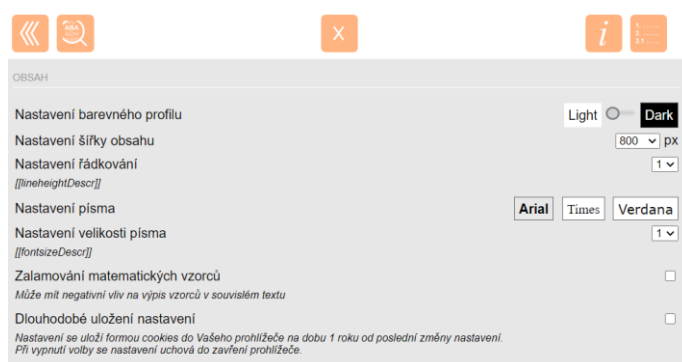 X
i
OBSAH
Nastavení barevného profilu Light Dark
Nastavení šířky obsahu 800 px
Nastavení řádkování 1
[[lineheightDescr]]
Nastavení písma Arial Times Verdana
Nastavení velikosti písma 1
[[fontsizeDescr]]
Zalamování matematických vzorců
Může mít negativní vliv na výpis vzorců v souvislém textu
Dlouhodobé uložení nastavení
Nastavení se uloží formou cookies do Vašeho prohlížeče na dobu 1 roku od poslední změny nastavení.
Při vypnutí volby se nastavení uchová do zavření prohlížeče.